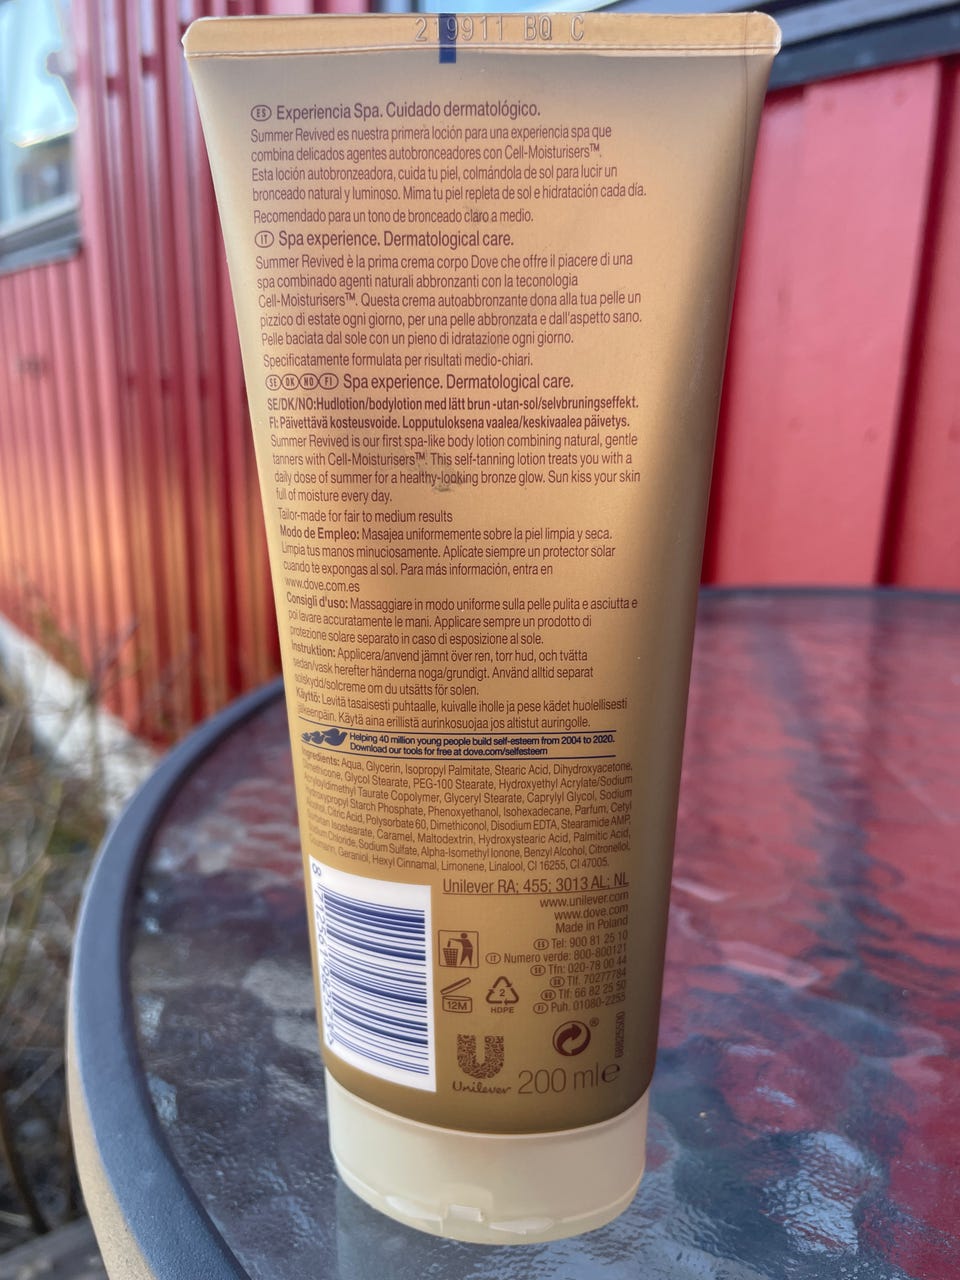 219911 BQ C
ES Experiencia Spa. Cuidado dermatológico.
Summer Revived es nuestra primera loción para una experiencia spa que
combina delicados agentes autobronceadores con Cell-Moisturisers™.
Esta loción autobronzeadora, cuida tu piel, colmándola de sol para lucir un
bronceado natural y luminoso. Mima tu piel repleta de sol e hidratación cada día.
Recomendado para un tono de bronceado claro a medio.
IT Spa experience. Dermatological care.
Summer Revived è la prima crema corpo Dove che offre il piacere di una
spa combinado agenti naturali abbronzanti con la teconologia
Cell-Moisturisers™. Questa crema autoabbronzante dona alla tua pelle un
pizzico di estate ogni giorno, per una pelle abbronzata e dall'aspetto sano.
Pelle baciata dal sole con un pieno di idratazione ogni giorno.
Specificatamente formulata per risultati medio-chiari.
SE DK NO FI Spa experience. Dermatological care.
SE/DK/NO:Hudlotion/bodylotion med lätt brun -utan-sol/selvbruningseffekt.
FI: Päivettävä kosteusvoide. Lopputuloksena vaalea/keskivaalea päivetys.
Summer Revived is our first spa-like body lotion combining natural, gentle
tanners with Cell-Moisturisers™. This self-tanning lotion treats you with a
daily dose of summer for a healthy-looking bronze glow. Sun kiss your skin
full of moisture every day.
Tailor-made for fair to medium results
Modo de Empleo: Masajea uniformemente sobre la piel limpia y seca.
Limpia tus manos minuciosamente. Aplicate siempre un protector solar
cuando te expongas al sol. Para más información, entra en
www.dove.com.es
Consigli d'uso: Massaggiare in modo uniforme sulla pelle pulita e asciutta e
poi lavare accuratamente le mani. Applicare sempre un prodotto di
protezione solare separato in caso di esposizione al sole.
Instruktion: Applicera/anvend jämnt över ren, torr hud, och tvätta
sedan/vask herefter händerna noga/grundigt. Använd alltid separat
solskydd/solcreme om du utsätts för solen.
Käyttö: Levitä tasaisesti puhtaalle, kuivalle iholle ja pese kädet huolellisesti
jälkeenpäin. Käytä aina erillistä aurinkosuojaa jos altistut auringolle.
Helping 40 million young people build self-esteem from 2004 to 2020.
Download our tools for free at dove.com/selfesteem
Ingredients: Aqua, Glycerin, Isopropyl Palmitate, Stearic Acid, Dihydroxyacetone,
Dimethicone, Glycol Stearate, PEG-100 Stearate, Hydroxyethyl Acrylate/Sodium
Acryloyldimethyl Taurate Copolymer, Glyceryl Stearate, Caprylyl Glycol, Sodium
Hydroxypropyl Starch Phosphate, Phenoxyethanol, Isohexadecane, Parfum, Cetyl
Alcohol, Citric Acid, Polysorbate 60, Dimethiconol, Disodium EDTA, Stearamide AMP,
Sorbitan Isostearate, Caramel, Maltodextrin, Hydroxystearic Acid, Palmitic Acid,
Sodium Chloride, Sodium Sulfate, Alpha-Isomethyl Ionone, Benzyl Alcohol, Citronellol,
Coumarin, Geraniol, Hexyl Cinnamal, Limonene, Linalool, CI 16255, CI 47005.
Unilever RA; 455; 3013 AL; NL
www.unilever.com
www.dove.com
Made in Poland
ES Tel: 900 81 25 10
IT Numero verde: 800-800121
SE Tfn: 020-78 00 44
DK Tlf. 70277784
NO Tlf: 66 82 25 50
FI Puh. 01080-2255
12M
2
HDPE
Unilever
200 ml e